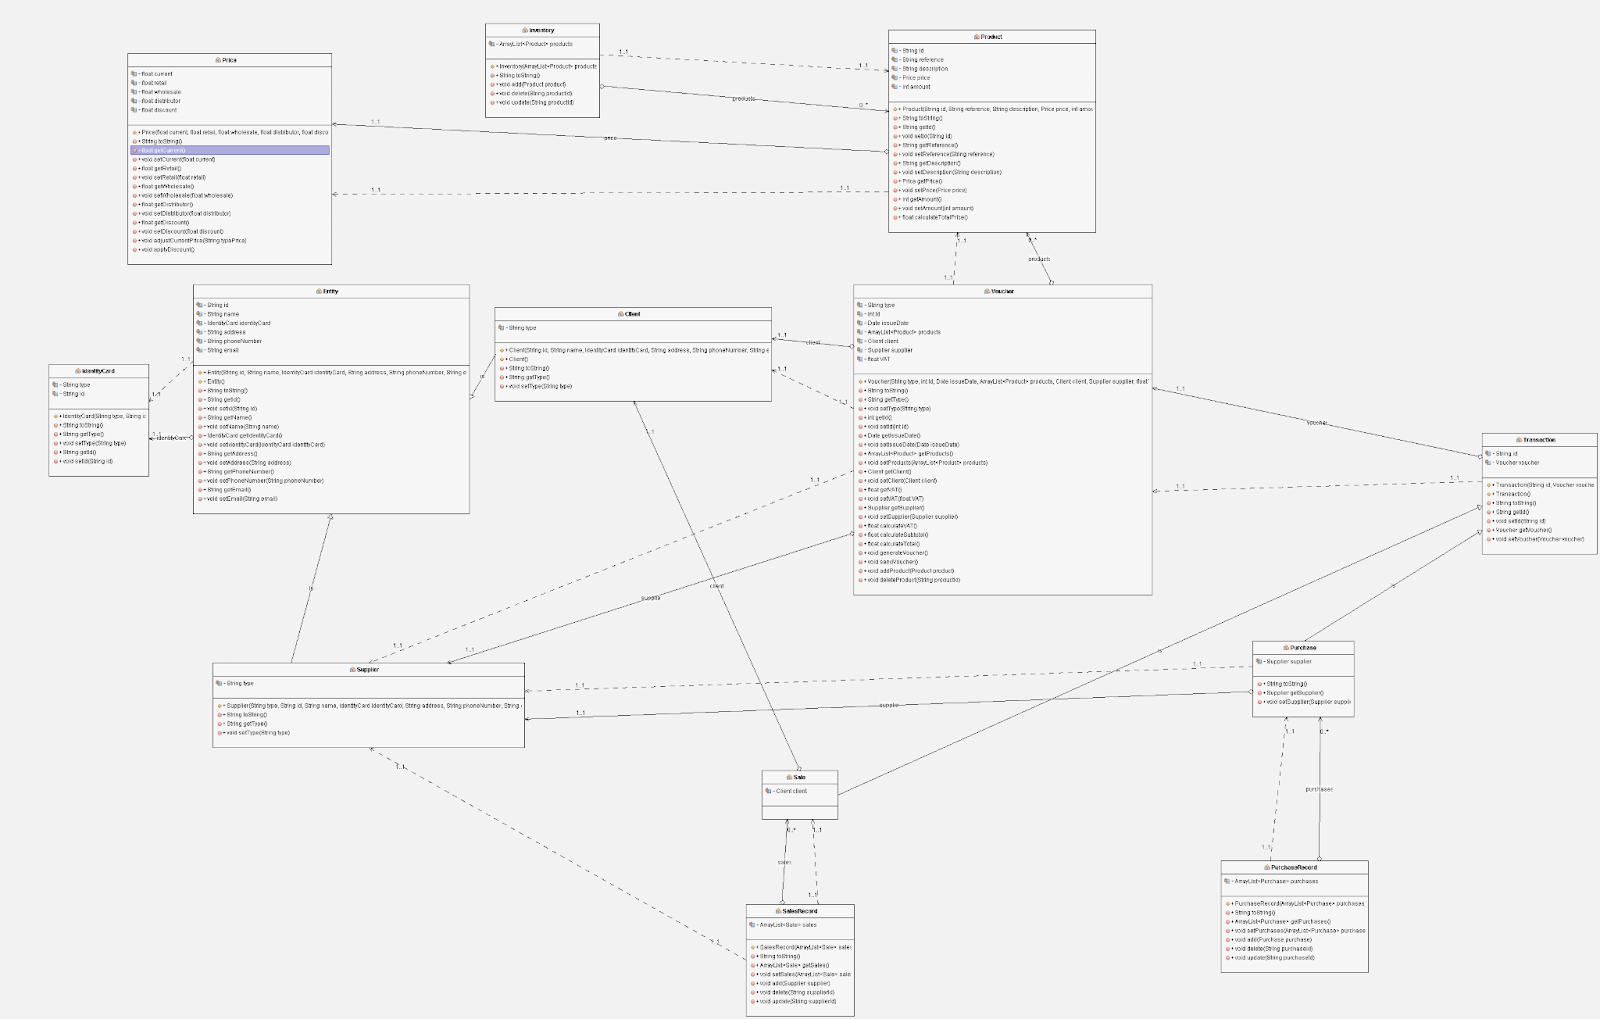 Inventory
- ArrayList<Product> products
+ Inventory(ArrayList<Product> products
+ String toString()
+ void add(Product product)
+ void delete(String productId)
+ void update(String productId)
Product
- String id
- String reference
- String description
- Price price
- int amount
+ Product(String id, String reference, String description, Price price, int amou
+ String toString()
+ String getId()
+ void setId(String id)
+ String getReference()
+ void setReference(String reference)
+ String getDescription()
+ void setDescription(String description)
+ Price getPrice()
+ void setPrice(Price price)
+ int getAmount()
+ void setAmount(int amount)
+ float calculateTotalPrice()
Price
- float current
- float retail
- float wholesale
- float distributor
- float discount
+ Price(float current, float retail, float wholesale, float distributor, float disco
+ String toString()
+ float getCurrent()
+ void setCurrent(float current)
+ float getRetail()
+ void setRetail(float retail)
+ float getWholesale()
+ void setWholesale(float wholesale)
+ float getDistributor()
+ void setDistributor(float distributor)
+ float getDiscount()
+ void setDiscount(float discount)
+ void adjustCurrentPrice(String typePrice)
+ void applyDiscount()
1..1
1..1
products
0..*
1..1
price
1..1
1..1
1..1
1..1
products
Entity
- String id
- String name
- IdentityCard identityCard
- String address
- String phoneNumber
- String email
+ Entity(String id, String name, IdentityCard identityCard, String address, String phoneNumber, String e
+ Entity()
+ String toString()
+ String getId()
+ void setId(String id)
+ String getName()
+ void setName(String name)
+ IdentityCard getIdentityCard()
+ void setIdentityCard(IdentityCard identityCard)
+ String getAddress()
+ void setAddress(String address)
+ String getPhoneNumber()
+ void setPhoneNumber(String phoneNumber)
+ String getEmail()
+ void setEmail(String email)
IdentityCard
- String type
- String id
+ IdentityCard(String type, String i
+ String toString()
+ String getType()
+ void setType(String type)
+ String getId()
+ void setId(String id)
1..1
1..1
1..1
identityCard
Client
- String type
+ Client(String id, String name, IdentityCard identityCard, String address, String phoneNumber, String e
+ Client()
+ String toString()
+ String getType()
+ void setType(String type)
is
1..1
client
1..1
1..1
Voucher
- String type
- int id
- Date issueDate
- ArrayList<Product> products
- Client client
- Supplier supplier
- float VAT
+ Voucher(String type, int id, Date issueDate, ArrayList<Product> products, Client client, Supplier supplier, float
+ String toString()
+ String getType()
+ void setType(String type)
+ int getId()
+ void setId(int id)
+ Date getIssueDate()
+ void setIssueDate(Date issueDate)
+ ArrayList<Product> getProducts()
+ void setProducts(ArrayList<Product> products)
+ Client getClient()
+ void setClient(Client client)
+ float getVAT()
+ void setVAT(float VAT)
+ Supplier getSupplier()
+ void setSupplier(Supplier supplier)
+ float calculateVAT()
+ float calculateSubtotal()
+ float calculateTotal()
+ void generateVoucher()
+ void sendVoucher()
+ void addProduct(Product product)
+ void deleteProduct(String productId)
1..1
voucher
1..1
1..1
Transaction
- String id
- Voucher voucher
+ Transaction(String id, Voucher vouche
+ Transaction()
+ String toString()
+ String getId()
+ void setId(String id)
+ Voucher getVoucher()
+ void setVoucher(Voucher voucher)
1..1
1..1
client
is
1..1
supplier
1..1
Supplier
- String type
+ Supplier(String type, String id, String name, IdentityCard identityCard, String address, String phoneNumber, String
+ String toString()
+ String getType()
+ void setType(String type)
is
is
Purchase
- Supplier supplier
+ String toString()
+ Supplier getSupplier()
+ void setSupplier(Supplier suppli
1..1
1..1
supplier
1..1
1..1
Sale
- Client client
1..1
0..*
purchases
1..1
0..*
1..1
sales
1..1
1..1
PurchaseRecord
- ArrayList<Purchase> purchases
+ PurchaseRecord(ArrayList<Purchase> purchases
+ String toString()
+ ArrayList<Purchase> getPurchases()
+ void setPurchases(ArrayList<Purchase> purchase
+ void add(Purchase purchase)
+ void delete(String purchaseId)
+ void update(String purchaseId)
SalesRecord
- ArrayList<Sale> sales
+ SalesRecord(ArrayList<Sale> sales
+ String toString()
+ ArrayList<Sale> getSales()
+ void setSales(ArrayList<Sale> sale
+ void add(Supplier supplier)
+ void delete(String supplierId)
+ void update(String supplierId)